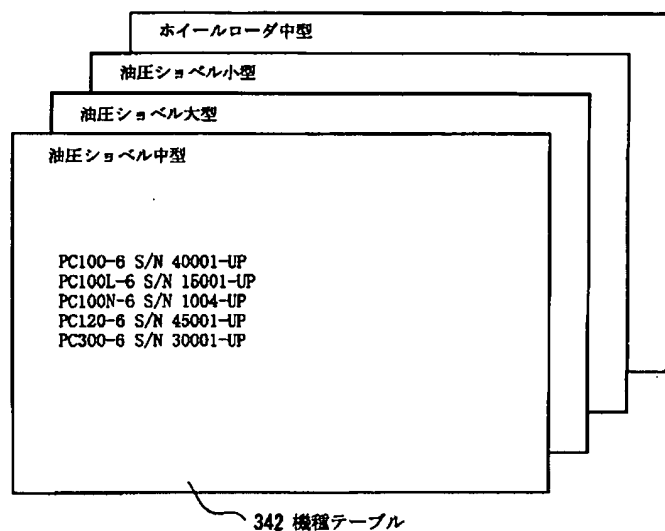 ホイールローダ中型
油圧ショベル小型
油圧ショベル大型
油圧ショベル中型
PC100-6 S/N 40001-UP
PC100L-6 S/N 15001-UP
PC100N-6 S/N 1004-UP
PC120-6 S/N 45001-UP
PC300-6 S/N 30001-UP
342 機種テーブル